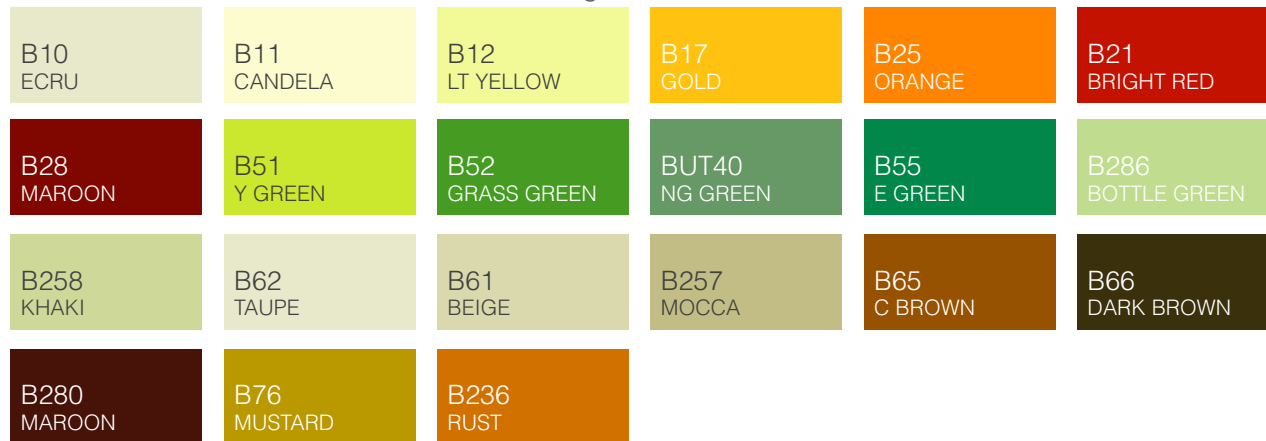 B10
ECRU
B11
CANDELA
B12
LT YELLOW
B17
GOLD
B25
ORANGE
B21
BRIGHT RED
B28
MAROON
B51
Y GREEN
B52
GRASS GREEN
BUT40
NG GREEN
B55
E GREEN
B286
BOTTLE GREEN
B258
KHAKI
B62
TAUPE
B61
BEIGE
B257
MOCCA
B65
C BROWN
B66
DARK BROWN
B280
MAROON
B76
MUSTARD
B236
RUST